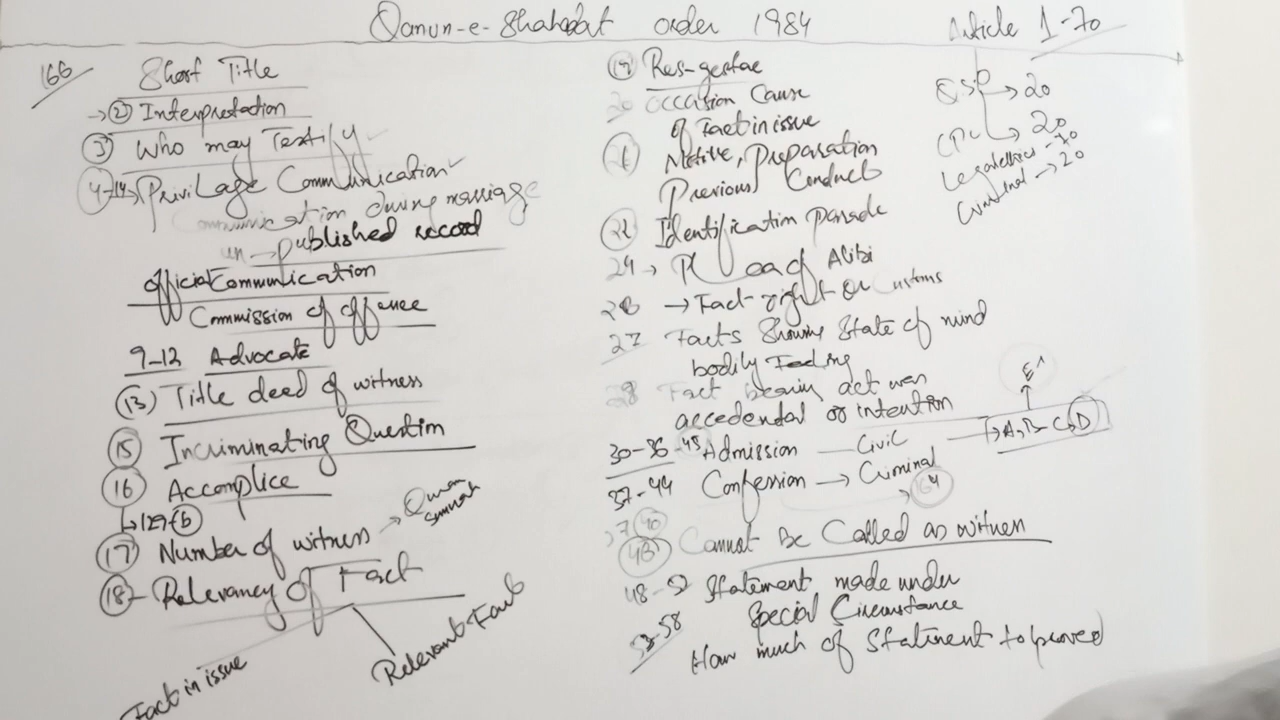 Qanun-e-Shahadat order 1984
Article 1-70
166
Short Title
→ 2 Interpretation
3 Who may Testify
4-14 Privilage Communication
Communication during marriage
un → published record
official Communication
Commission of offence
9-12 Advocate
13 Title deed of witness
15 Incriminating Question
16 Accomplice
↳ 129(b)
17 Number of witness → Quran Sunnah
18- Relevancy of Fact
Fact in issue
Relevant Fact
19 Res-gestae
20 occasion Cause
of Fact in issue
21 Motive, Preparation
Previous Conduct
22 Identification parade
24 → Plea of Alibi
26 → Fact right or Customs
27 Facts Showing State of mind
bodily Feeling
28 Fact bearing act was
accedental or intention
30-36 -45 Admission — Civil → A, B C, D
E
37-44 Confession → Criminal
→ 164
40
43 Cannot be Called as witness
48-52 Statement made under
Special Circumstance
53-58
How much of Statment to proved
QSO → 20
CPC → 20
Legal ethics - 10
Criminal → 20